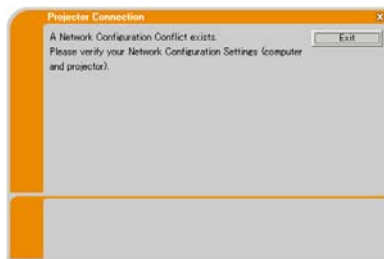 Projector Connection
X
A Network Configuration Conflict exists.
Exit
Please verify your Network Configuration Settings (computer
and projector).